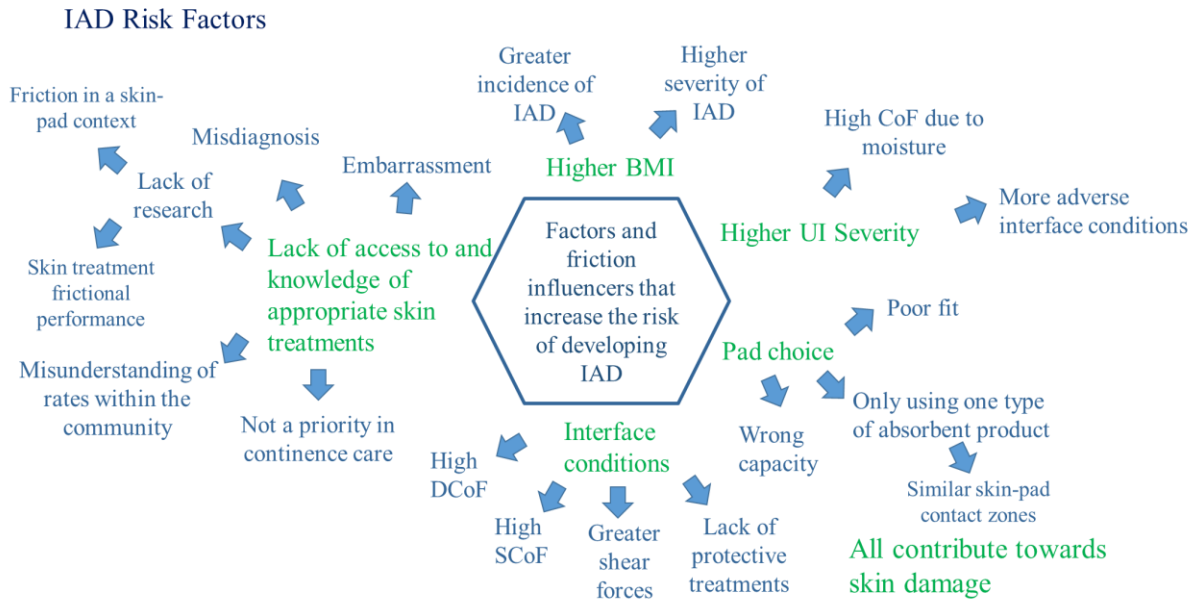 IAD Risk Factors
Friction in a skin-
pad context
Misdiagnosis
Embarrassment
Lack of
research
Skin treatment
frictional
performance
Lack of access to and
knowledge of
appropriate skin
treatments
Misunderstanding of
rates within the
community
Not a priority in
continence care
Greater
incidence of
IAD
Higher
severity of
IAD
Higher BMI
Factors and
friction
influencers that
increase the risk
of developing
IAD
High CoF due to
moisture
More adverse
interface conditions
Higher UI Severity
Poor fit
Pad choice
Wrong
capacity
Only using one type
of absorbent product
Similar skin-pad
contact zones
Interface
conditions
High
DCoF
High
SCoF
Greater
shear
forces
Lack of
protective
treatments
All contribute towards
skin damage